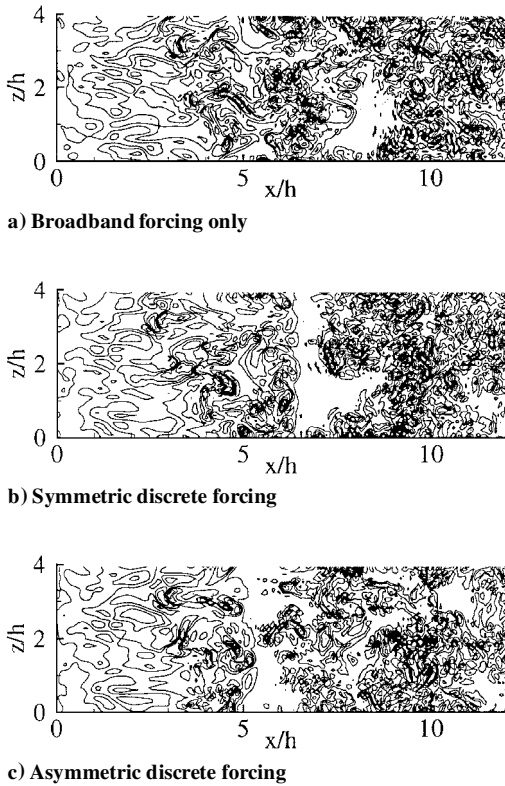 4
2
0
z/h
0 5 10
x/h
a) Broadband forcing only
4
2
0
z/h
0 5 10
x/h
b) Symmetric discrete forcing
4
2
0
z/h
0 5 10
x/h
c) Asymmetric discrete forcing